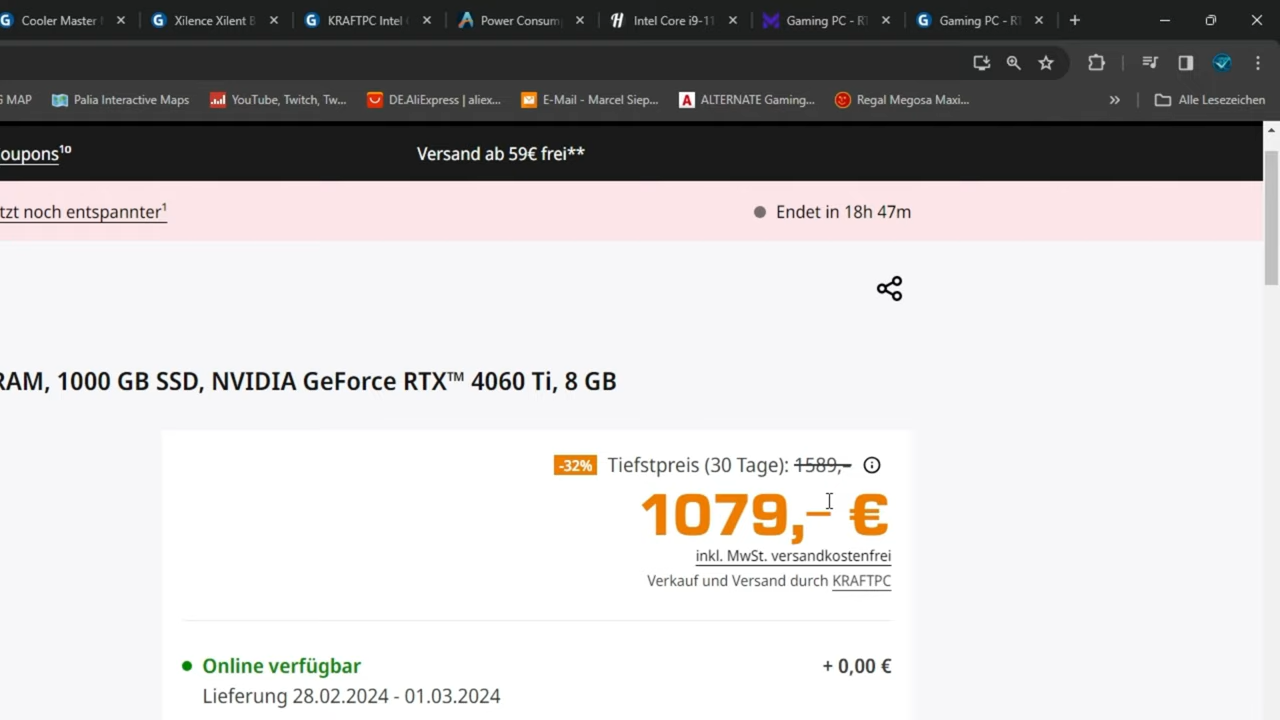 Cooler Master
Xilence Xilent
KRAFTPC Intel
Power Consum
Intel Core i9-11
Gaming PC - RT
Gaming PC - RT
MAP
Palia Interactive Maps
YouTube, Twitch, Tw...
DE.AliExpress | aliex...
E-Mail - Marcel Siep...
A
ALTERNATE Gaming...
Regal Megosa Maxi...
»
Alle Lesezeichen
oupons¹⁰
Versand ab 59€ frei**
tzt noch entspannter¹
Endet in 18h 47m
RAM, 1000 GB SSD, NVIDIA GeForce RTX™ 4060 Ti, 8 GB
-32% Tiefstpreis (30 Tage): 1589,–
1079,– €
inkl. MwSt. versandkostenfrei
Verkauf und Versand durch KRAFTPC
Online verfügbar
+ 0,00 €
Lieferung 28.02.2024 - 01.03.2024